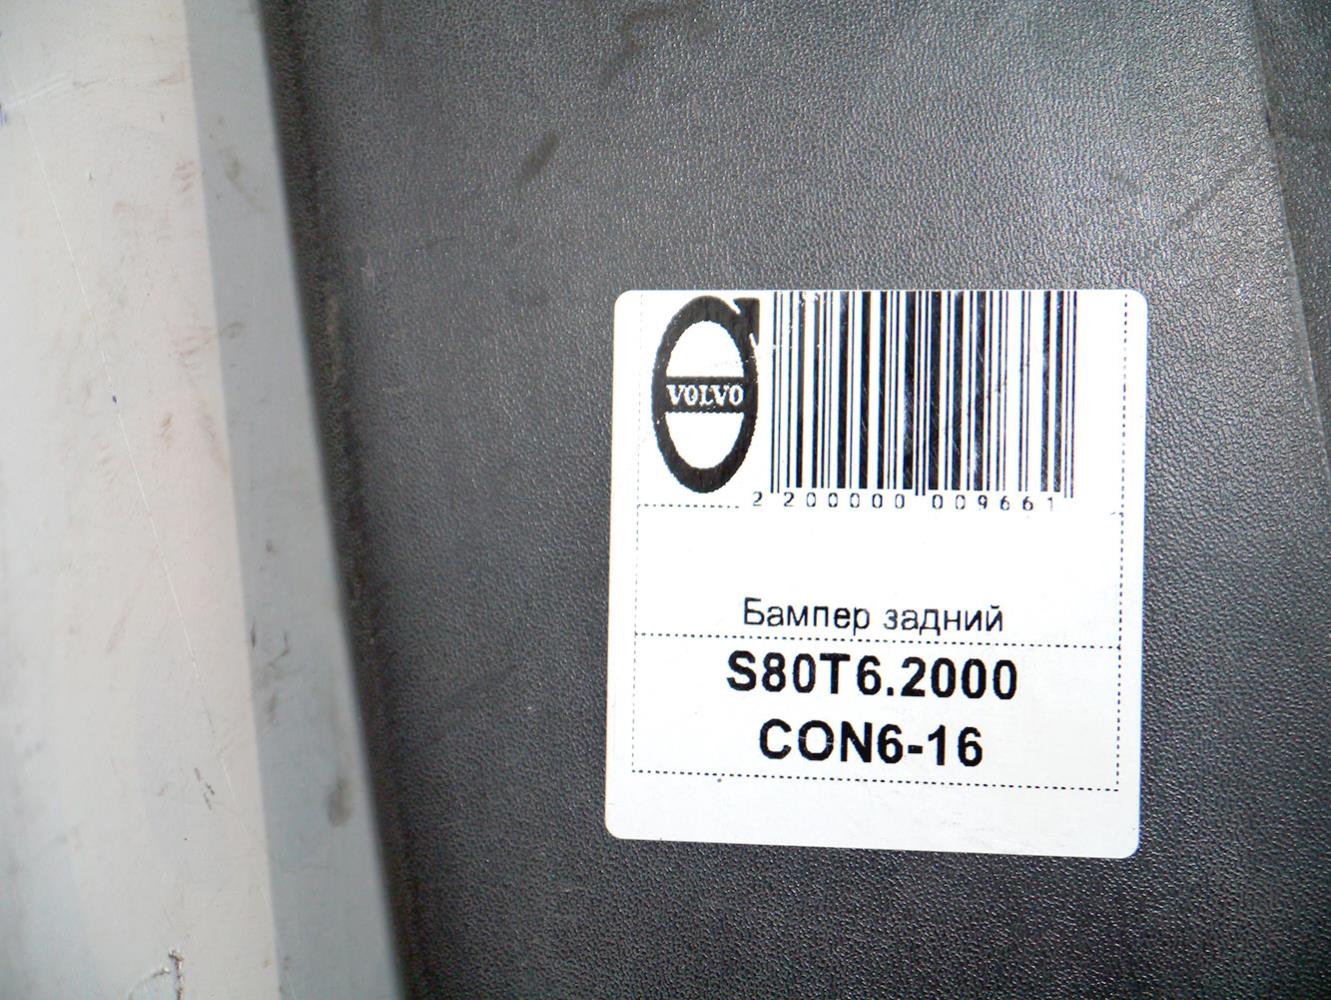 VOLVO
2 200000 009661
Бампер задний
S80T6.2000
CON6-16